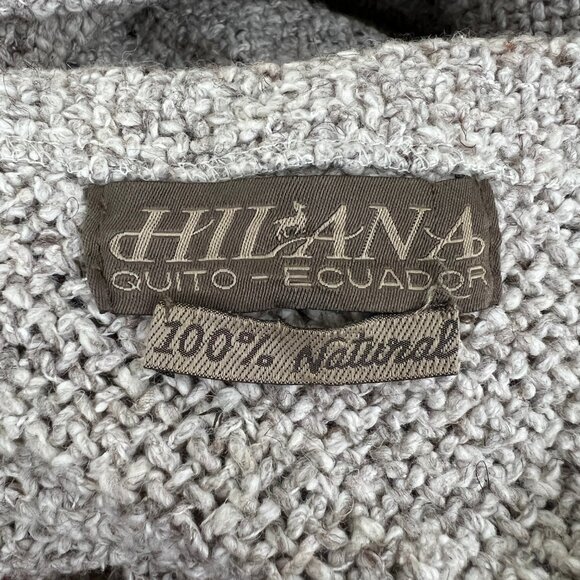 HILANA
QUITO - ECUADOR
100% Natural